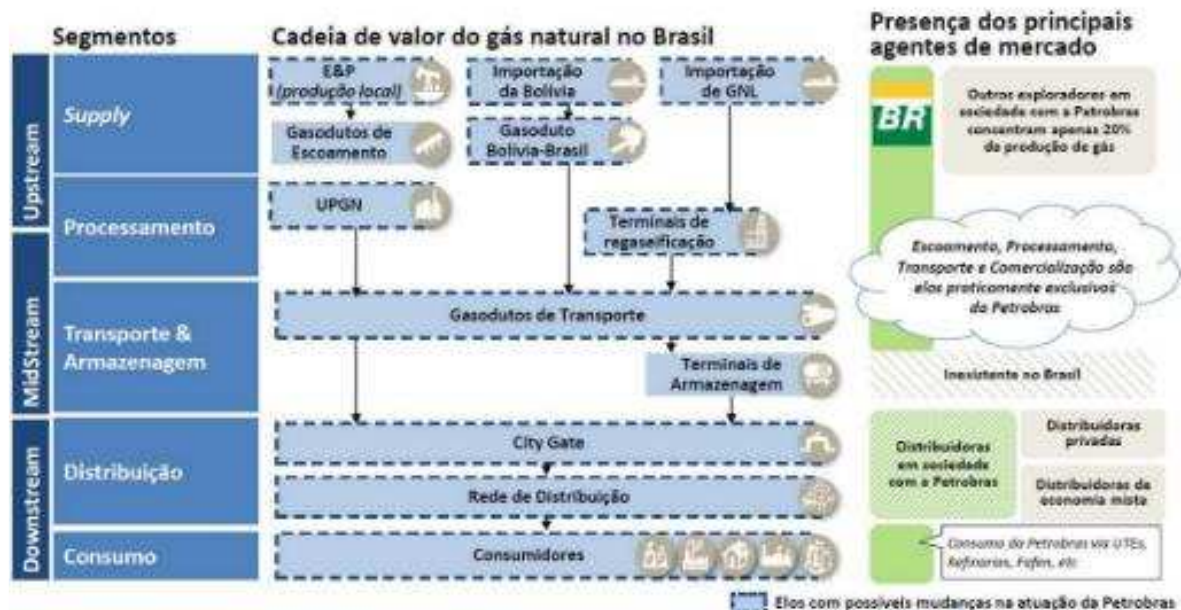 Segmentos
Cadeia de valor do gás natural no Brasil
Presença dos principais
agentes de mercado
Upstream
MidStream
Downstream
Supply
Processamento
Transporte &
Armazenagem
Distribuição
Consumo
E&P
(produção local)
Importação
da Bolívia
Importação
de GNL
Gasodutos de
Escoamento
Gasoduto
Bolívia-Brasil
UPGN
Terminais de
regaseificação
Gasodutos de Transporte
Terminais de
Armazenagem
City Gate
Rede de Distribuição
Consumidores
BR
Outros exploradores em
sociedade com a Petrobras
concentram apenas 20%
da produção de gás
Escoamento, Processamento,
Transporte e Comercialização são
elos praticamente exclusivos
da Petrobras
Inexistente no Brasil
Distribuidoras
em sociedade
com a Petrobras
Distribuidoras
privadas
Distribuidoras de
economia mista
Consumo da Petrobras via UTEs,
Refinarias, Fafen, etc
Elos com possíveis mudanças na atuação da Petrobras